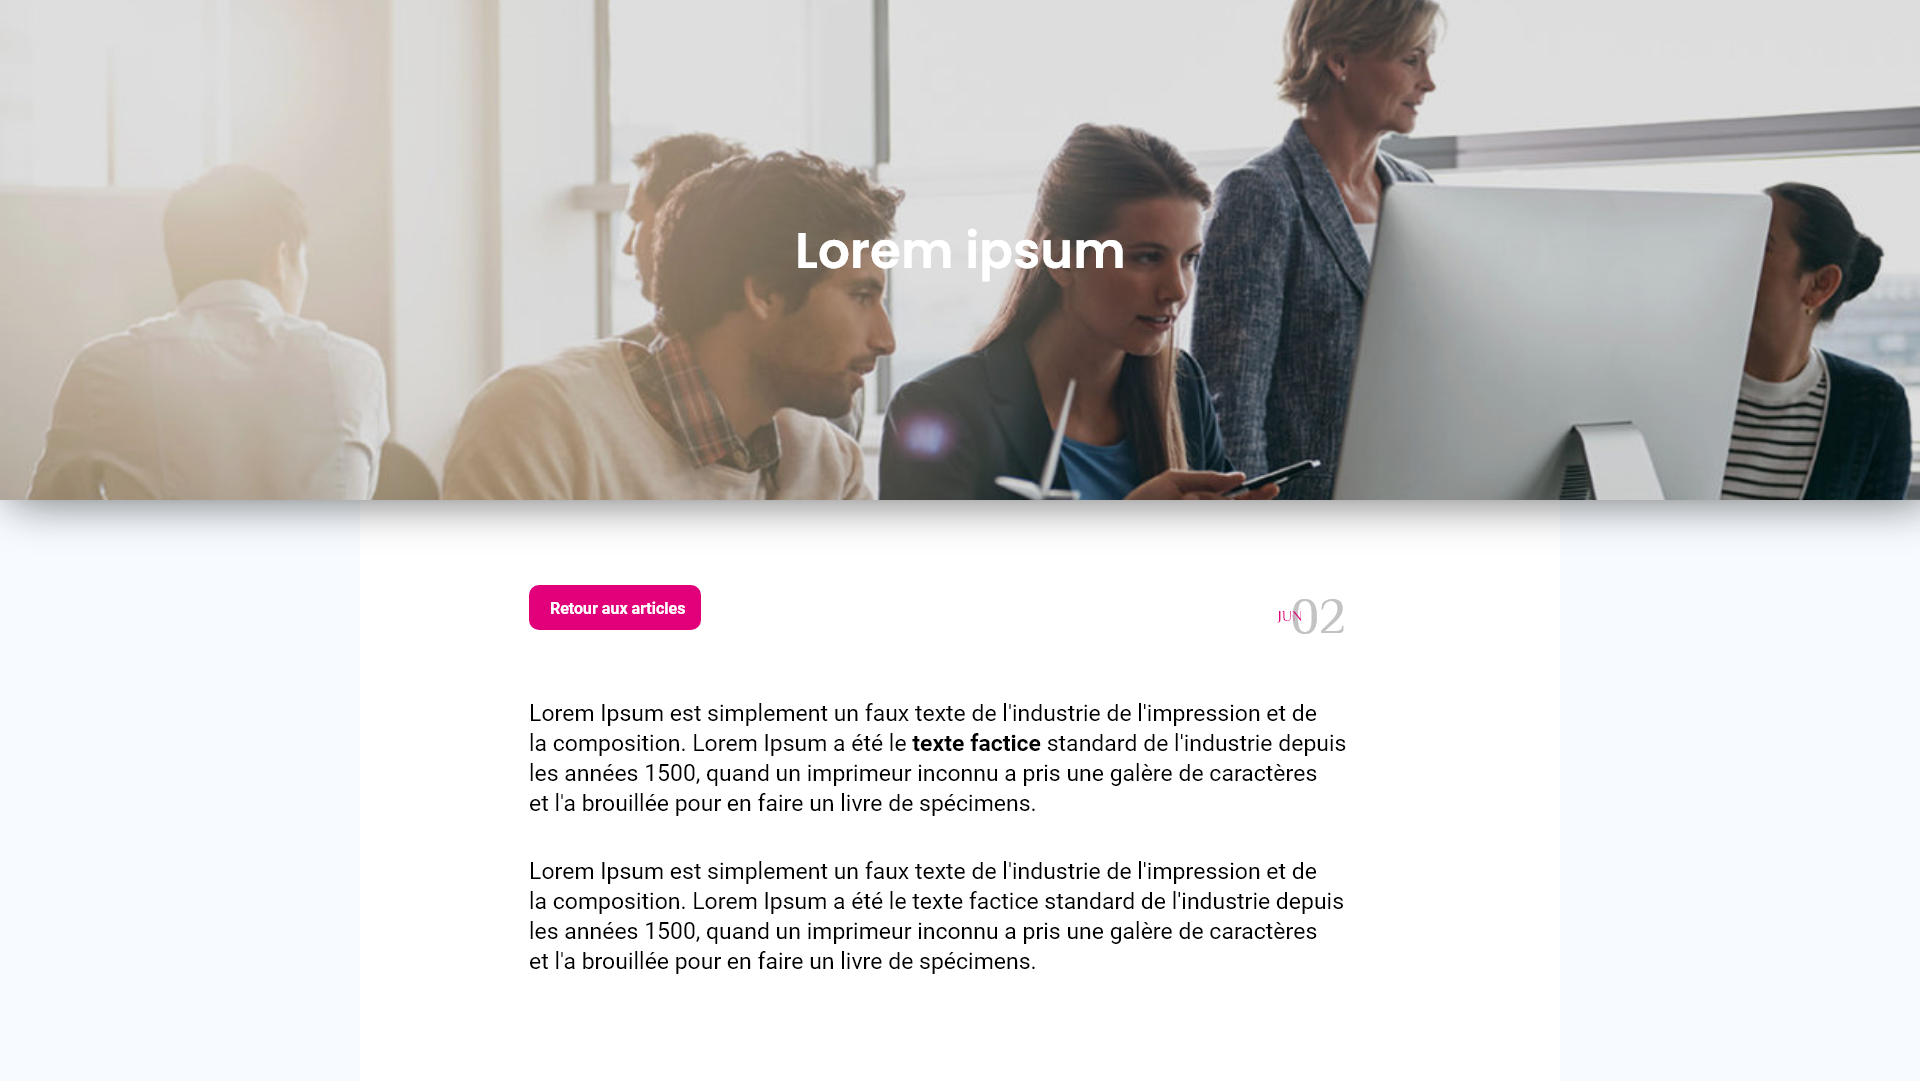 Lorem ipsum
Retour aux articles
JUN 02
Lorem Ipsum est simplement un faux texte de l'industrie de l'impression et de
la composition. Lorem Ipsum a été le texte factice standard de l'industrie depuis
les années 1500, quand un imprimeur inconnu a pris une galère de caractères
et l'a brouillée pour en faire un livre de spécimens.
Lorem Ipsum est simplement un faux texte de l'industrie de l'impression et de
la composition. Lorem Ipsum a été le texte factice standard de l'industrie depuis
les années 1500, quand un imprimeur inconnu a pris une galère de caractères
et l'a brouillée pour en faire un livre de spécimens.